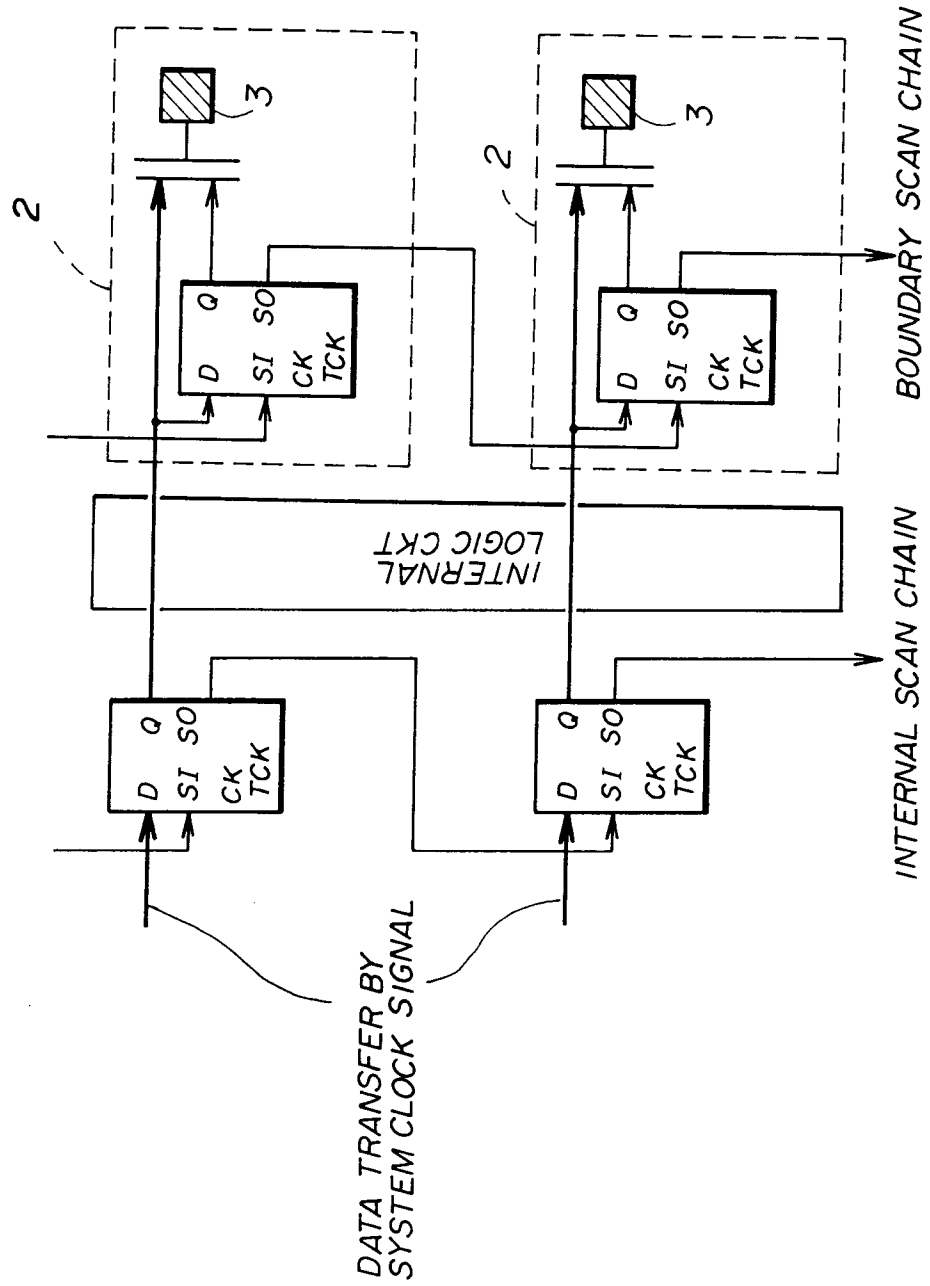 2
3
D Q
SI SO
CK
TCK
2
3
D Q
SI SO
CK
TCK
INTERNAL
LOGIC CKT
D Q
SI SO
CK
TCK
D Q
SI SO
CK
TCK
DATA TRANSFER BY
SYSTEM CLOCK SIGNAL
INTERNAL SCAN CHAIN
BOUNDARY SCAN CHAIN